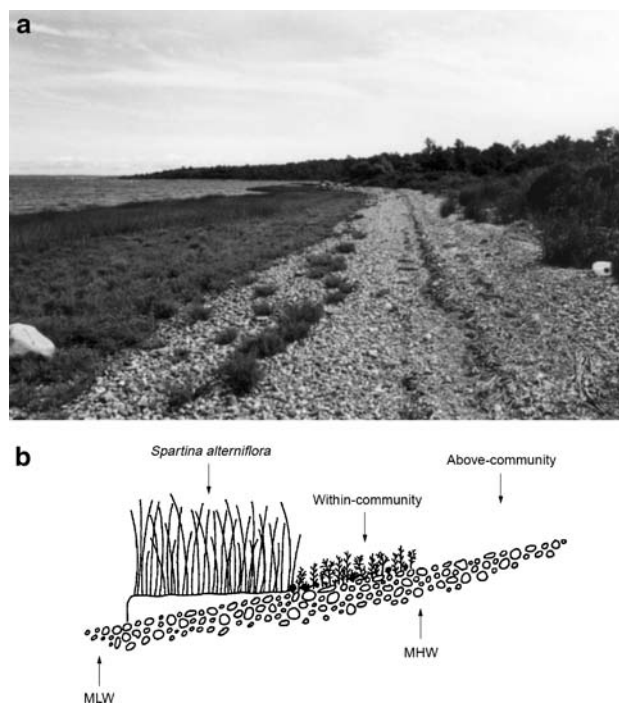 a
b
Spartina alterniflora
Above-community
Within-community
MHW
MLW